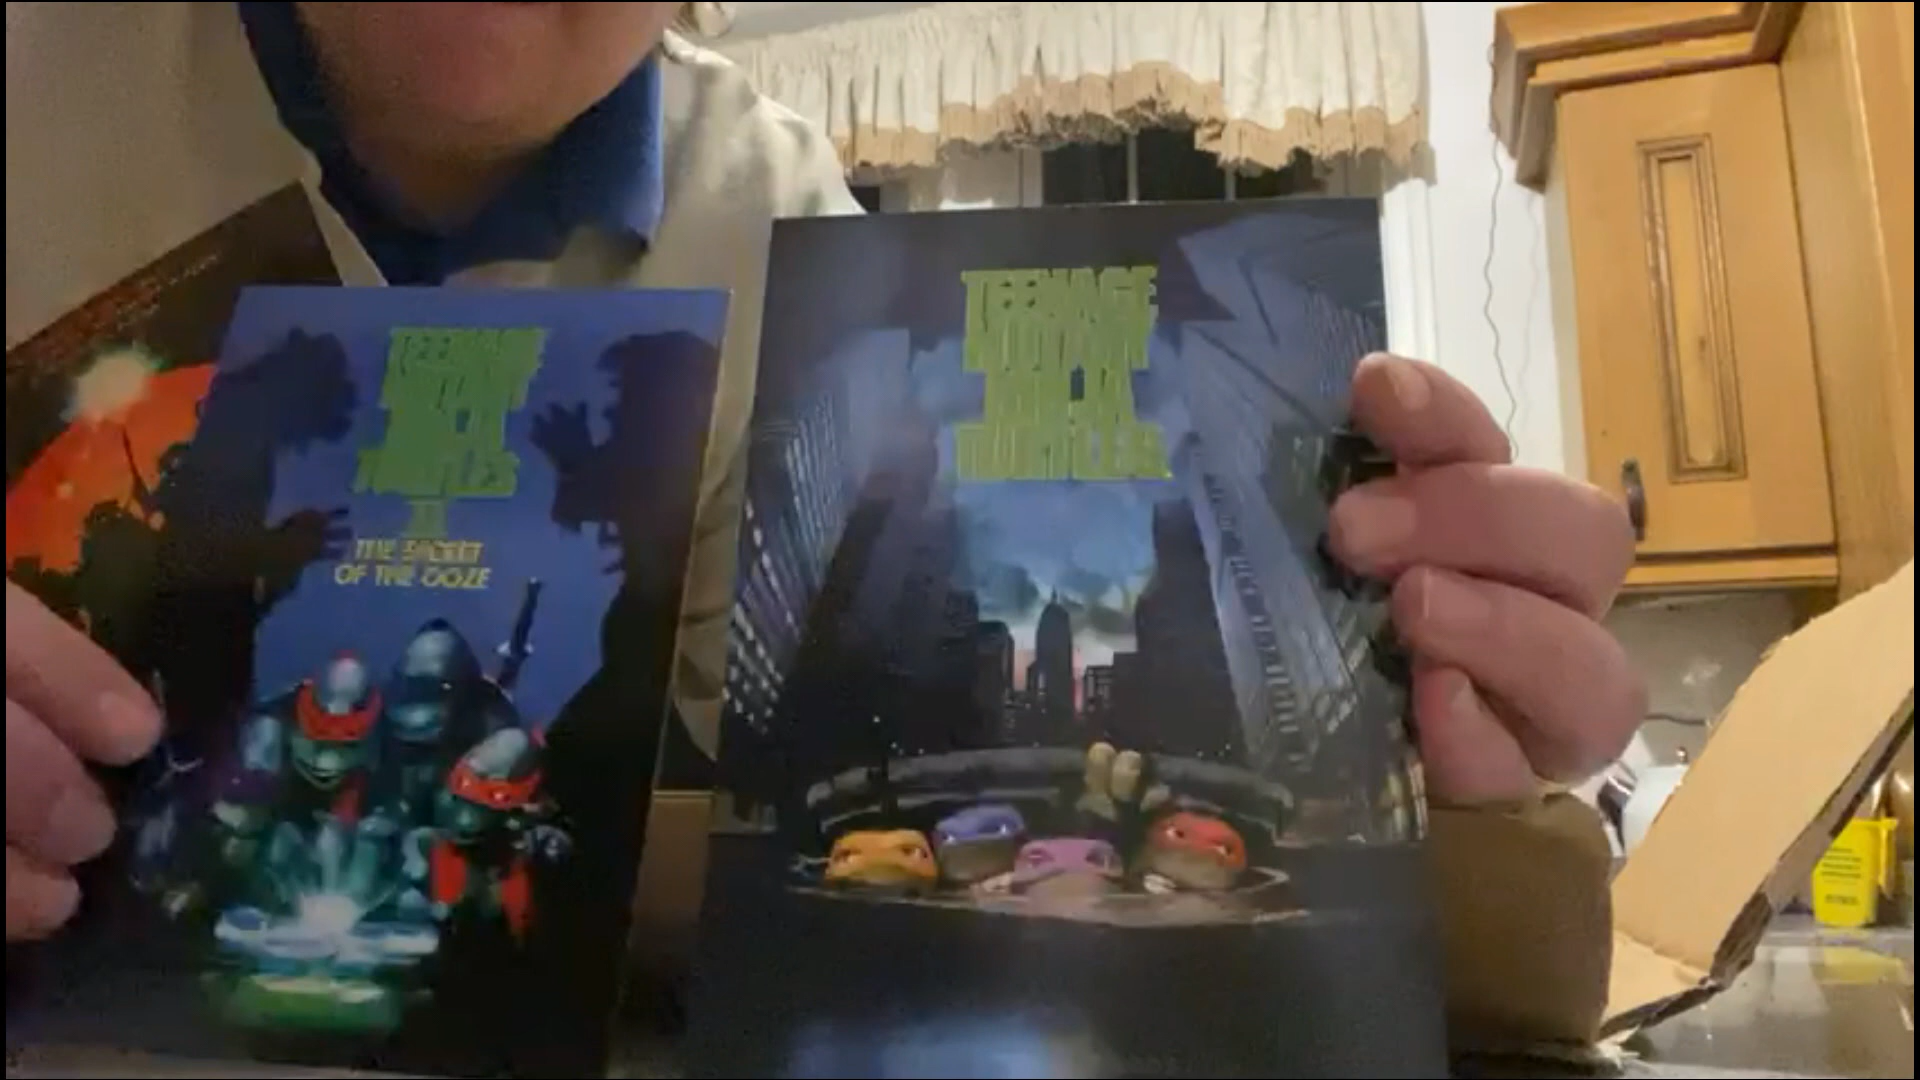 TEENAGE
MUTANT
NINJA
TURTLES
II
THE SECRET
OF THE OOZE
TEENAGE
MUTANT
NINJA
TURTLES